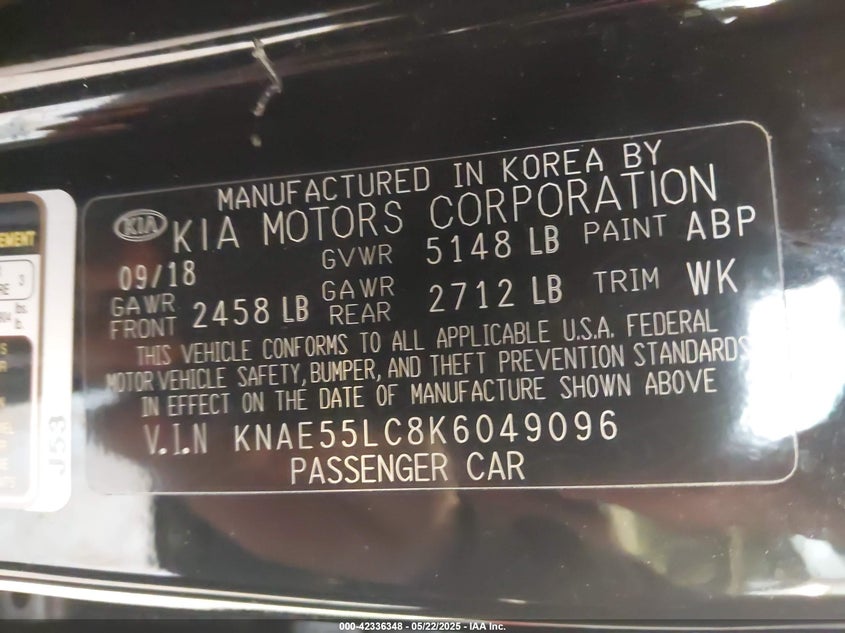 MANUFACTURED IN KOREA BY
KIA KIA MOTORS CORPORATION
09/18 GVWR 5148 LB PAINT ABP
GAWR FRONT 2458 LB GAWR REAR 2712 LB TRIM WK
THIS VEHICLE CONFORMS TO ALL APPLICABLE U.S.A. FEDERAL
MOTOR VEHICLE SAFETY, BUMPER, AND THEFT PREVENTION STANDARDS
IN EFFECT ON THE DATE OF MANUFACTURE SHOWN ABOVE
V.I.N KNAE55LC8K6049096
PASSENGER CAR
J53
000-42336348 - 05/22/2025 - IAA Inc.